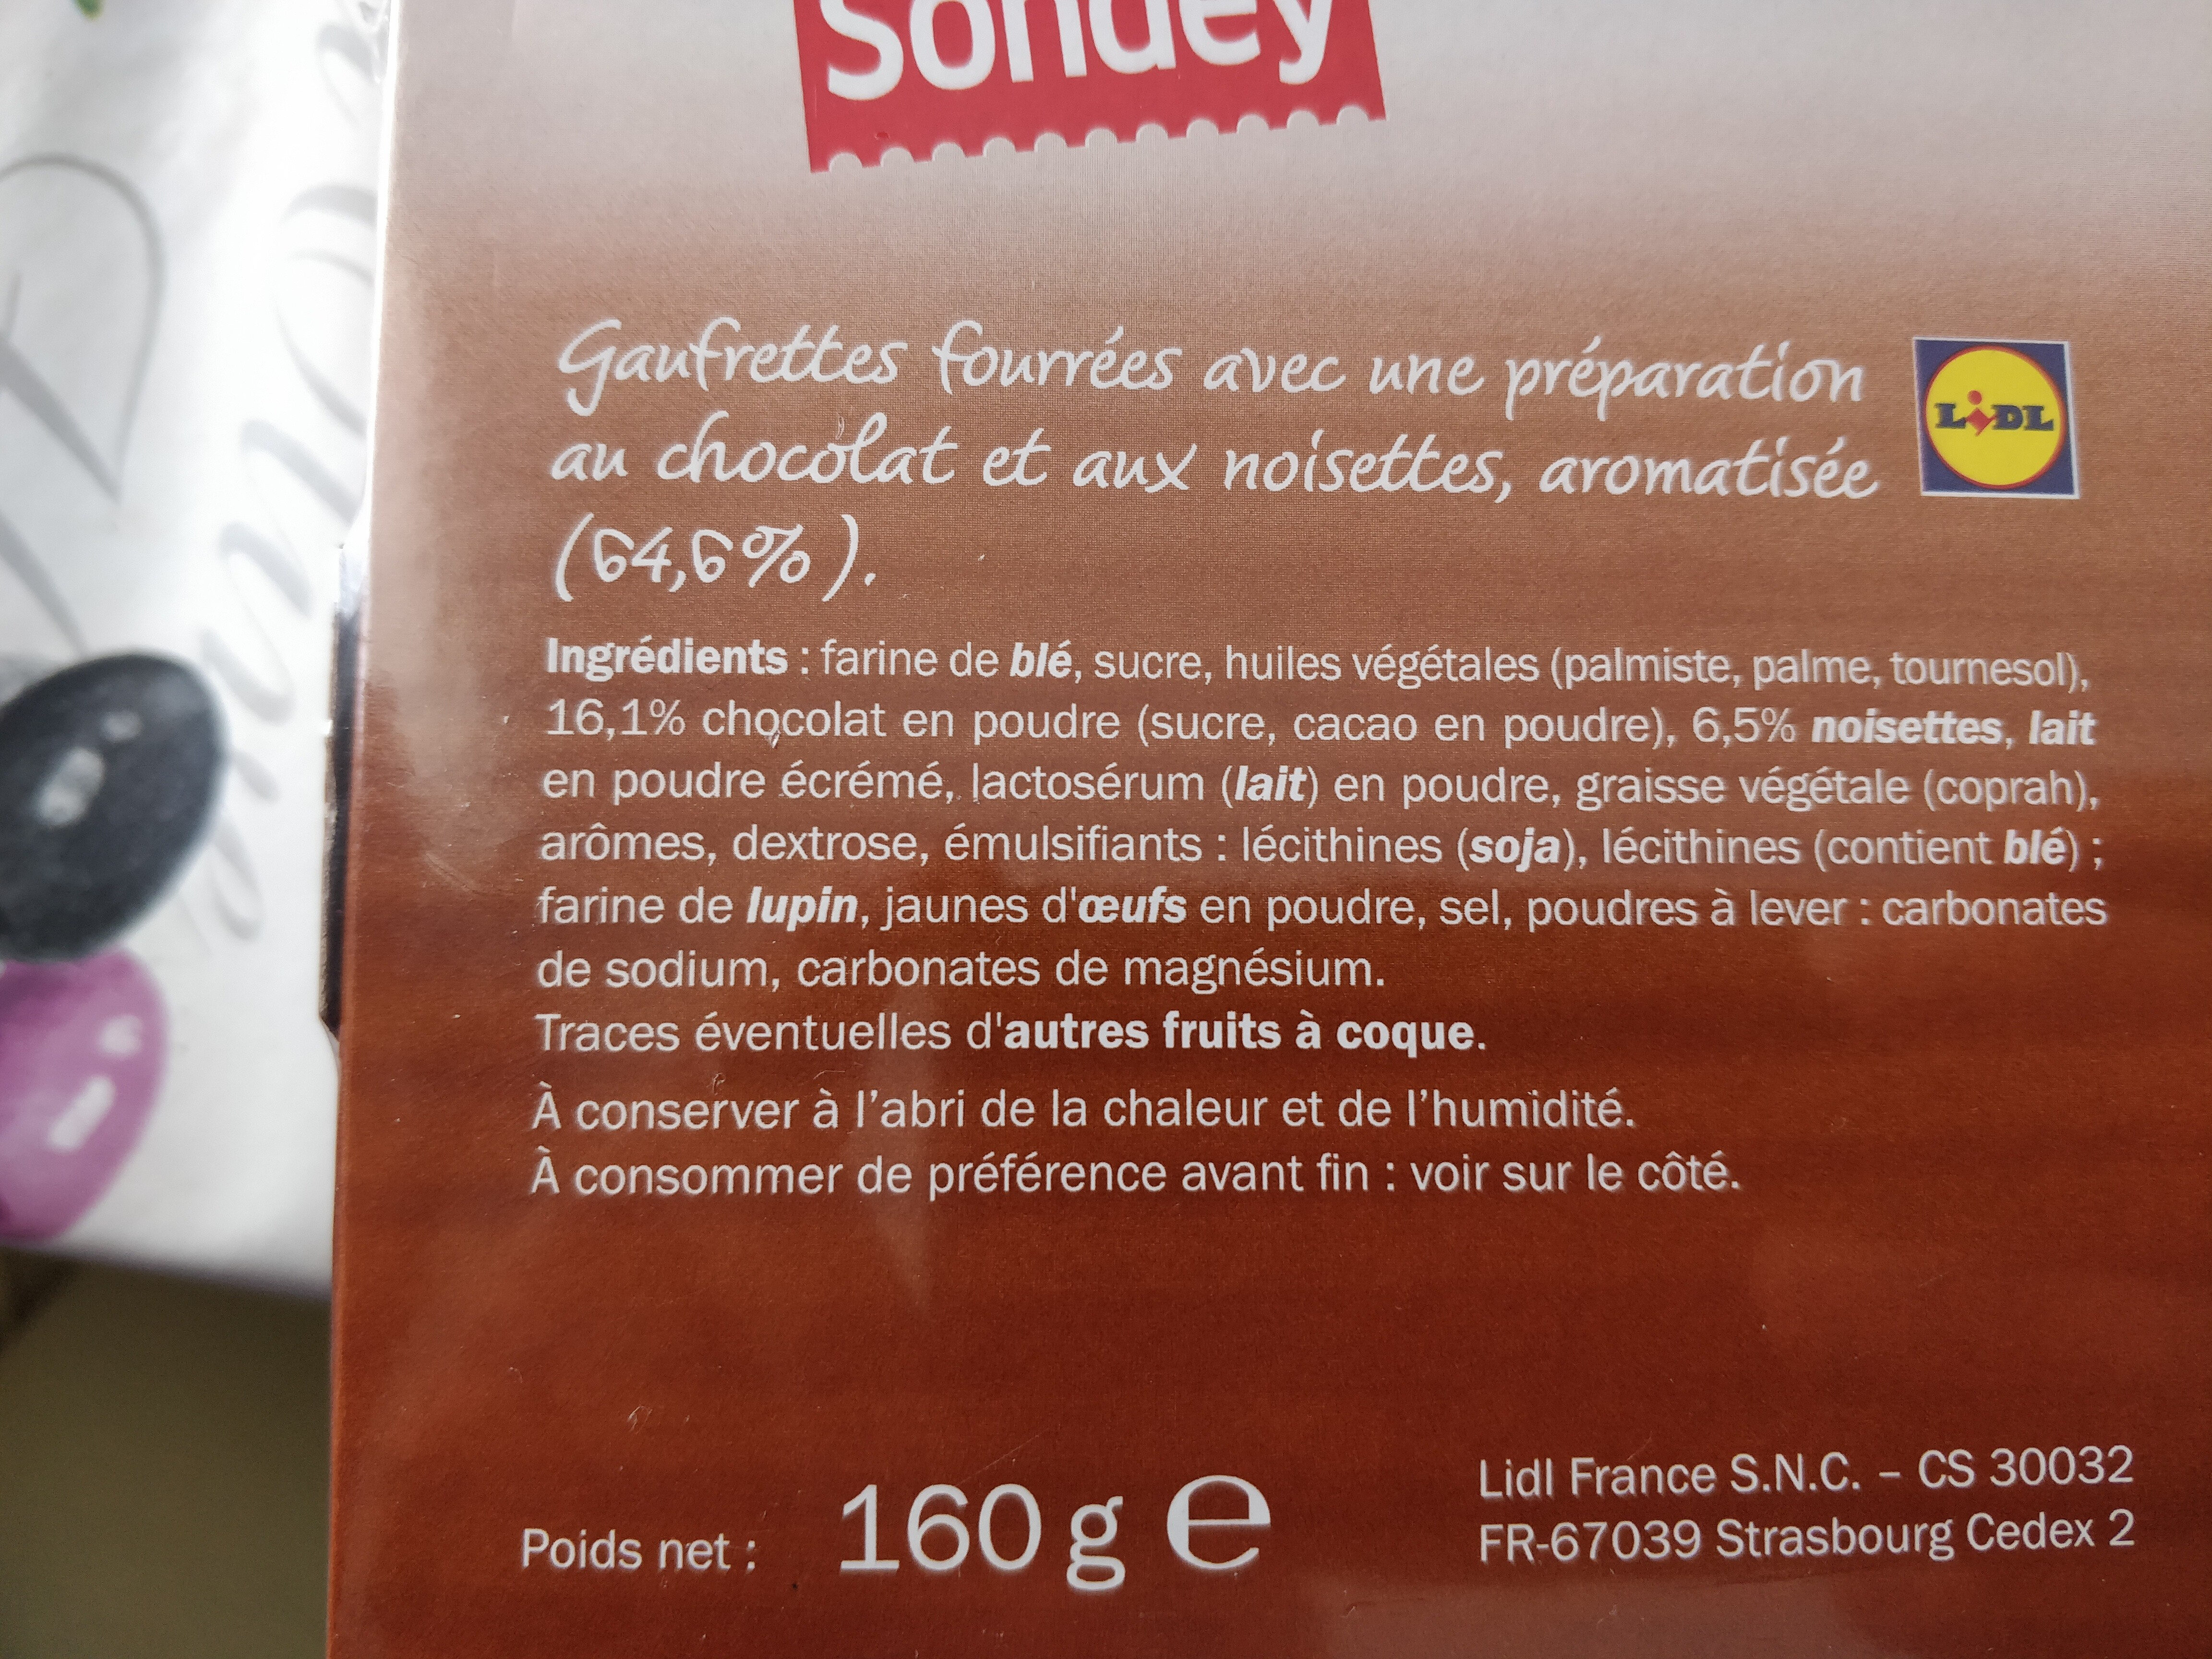 Sondey
Gaufrettes fourrées avec une préparation
au chocolat et aux noisettes, aromatisée
(64,6%).
LiDL
Ingrédients : farine de blé, sucre, huiles végétales (palmiste, palme, tournesol),
16,1% chocolat en poudre (sucre, cacao en poudre), 6,5% noisettes, lait
en poudre écrémé, lactosérum (lait) en poudre, graisse végétale (coprah),
arômes, dextrose, émulsifiants : lécithines (soja), lécithines (contient blé) ;
farine de lupin, jaunes d'œufs en poudre, sel, poudres à lever : carbonates
de sodium, carbonates de magnésium.
Traces éventuelles d'autres fruits à coque.
À conserver à l’abri de la chaleur et de l’humidité.
À consommer de préférence avant fin : voir sur le côté.
Poids net : 160 g e
Lidl France S.N.C. – CS 30032
FR-67039 Strasbourg Cedex 2